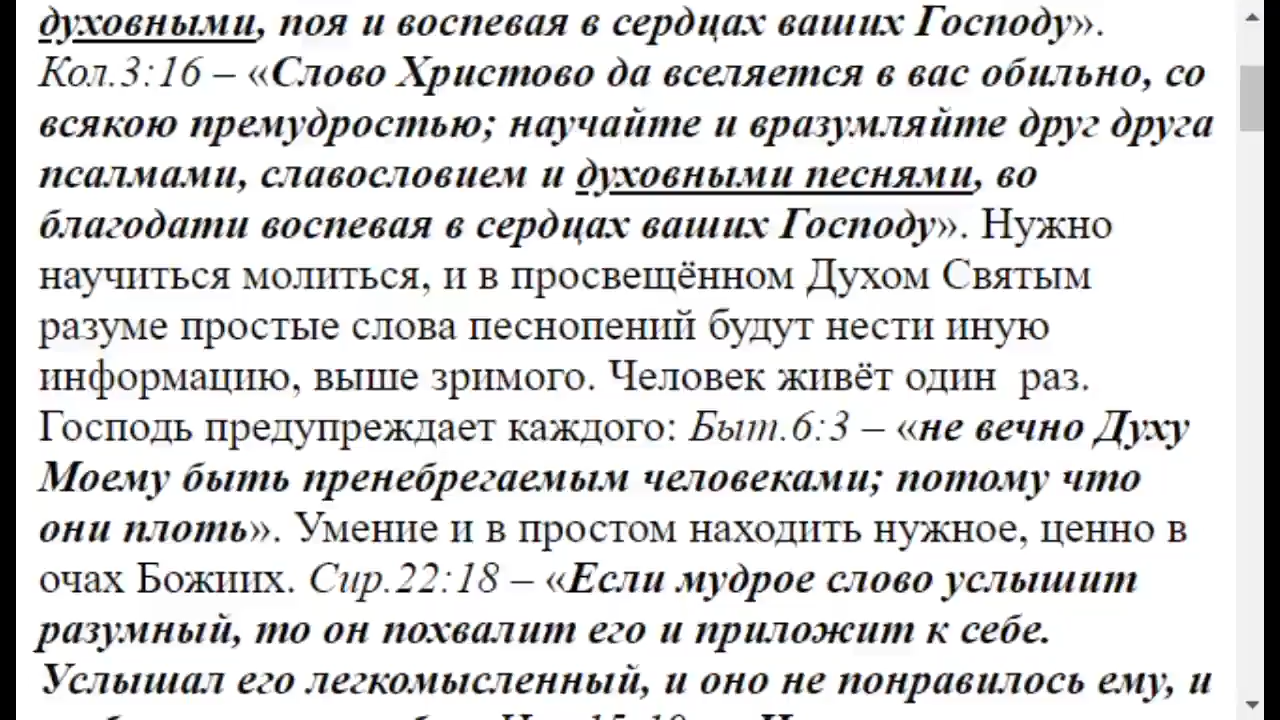 духовными, поя и воспевая в сердцах ваших Господу».
Кол.3:16 – «Слово Христово да вселяется в вас обильно, со
всякою премудростью; научайте и вразумляйте друг друга
псалмами, славословием и духовными песнями, во
благодати воспевая в сердцах ваших Господу». Нужно
научиться молиться, и в просвещённом Духом Святым
разуме простые слова песнопений будут нести иную
информацию, выше зримого. Человек живёт один  раз.
Господь предупреждает каждого: Быт.6:3 – «не вечно Духу
Моему быть пренебрегаемым человеками; потому что
они плоть». Умение и в простом находить нужное, ценно в
очах Божиих. Сир.22:18 – «Если мудрое слово услышит
разумный, то он похвалит его и приложит к себе.
Услышал его легкомысленный, и оно не понравилось ему, и